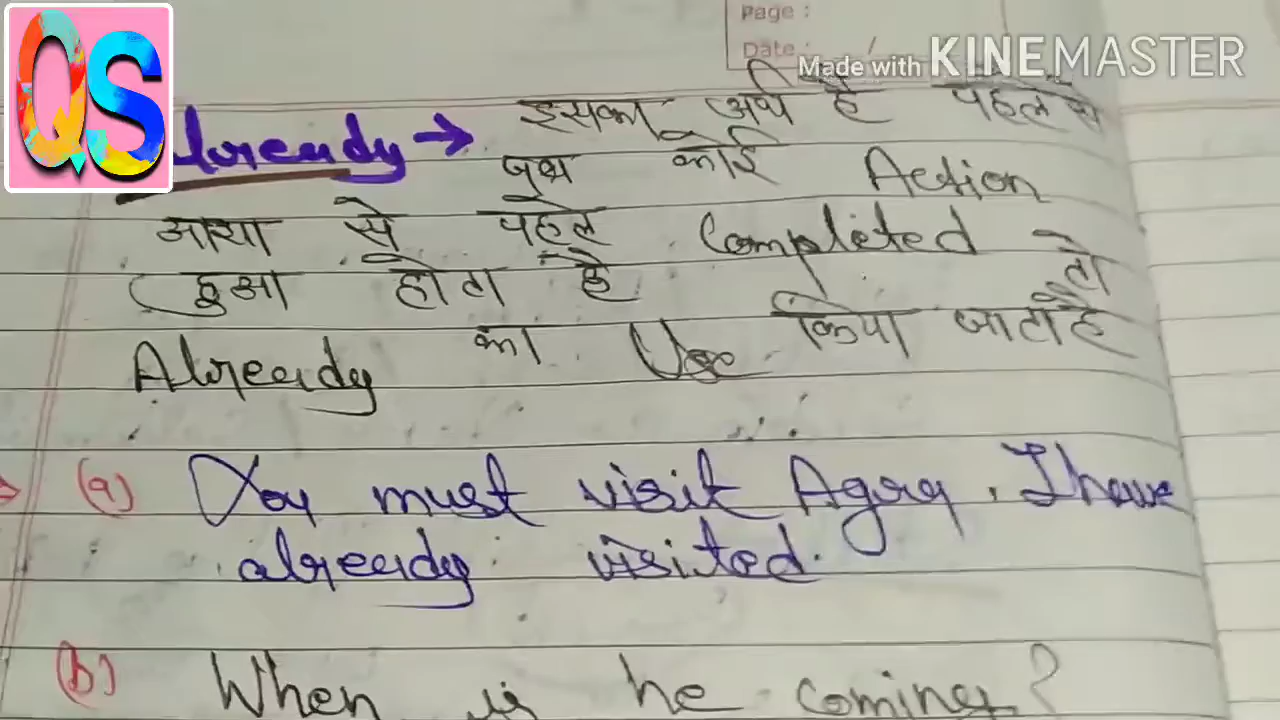 QS
Page :
Date : /
Made with KINEMASTER
Already → इसका अर्थ है पहले से
जब कोई Action
आशा से पहले Completed
हुआ होता है तो
Already का Use किया जाता है
(a) You must visit Agra, I have
already visited.
(b) When is he coming?